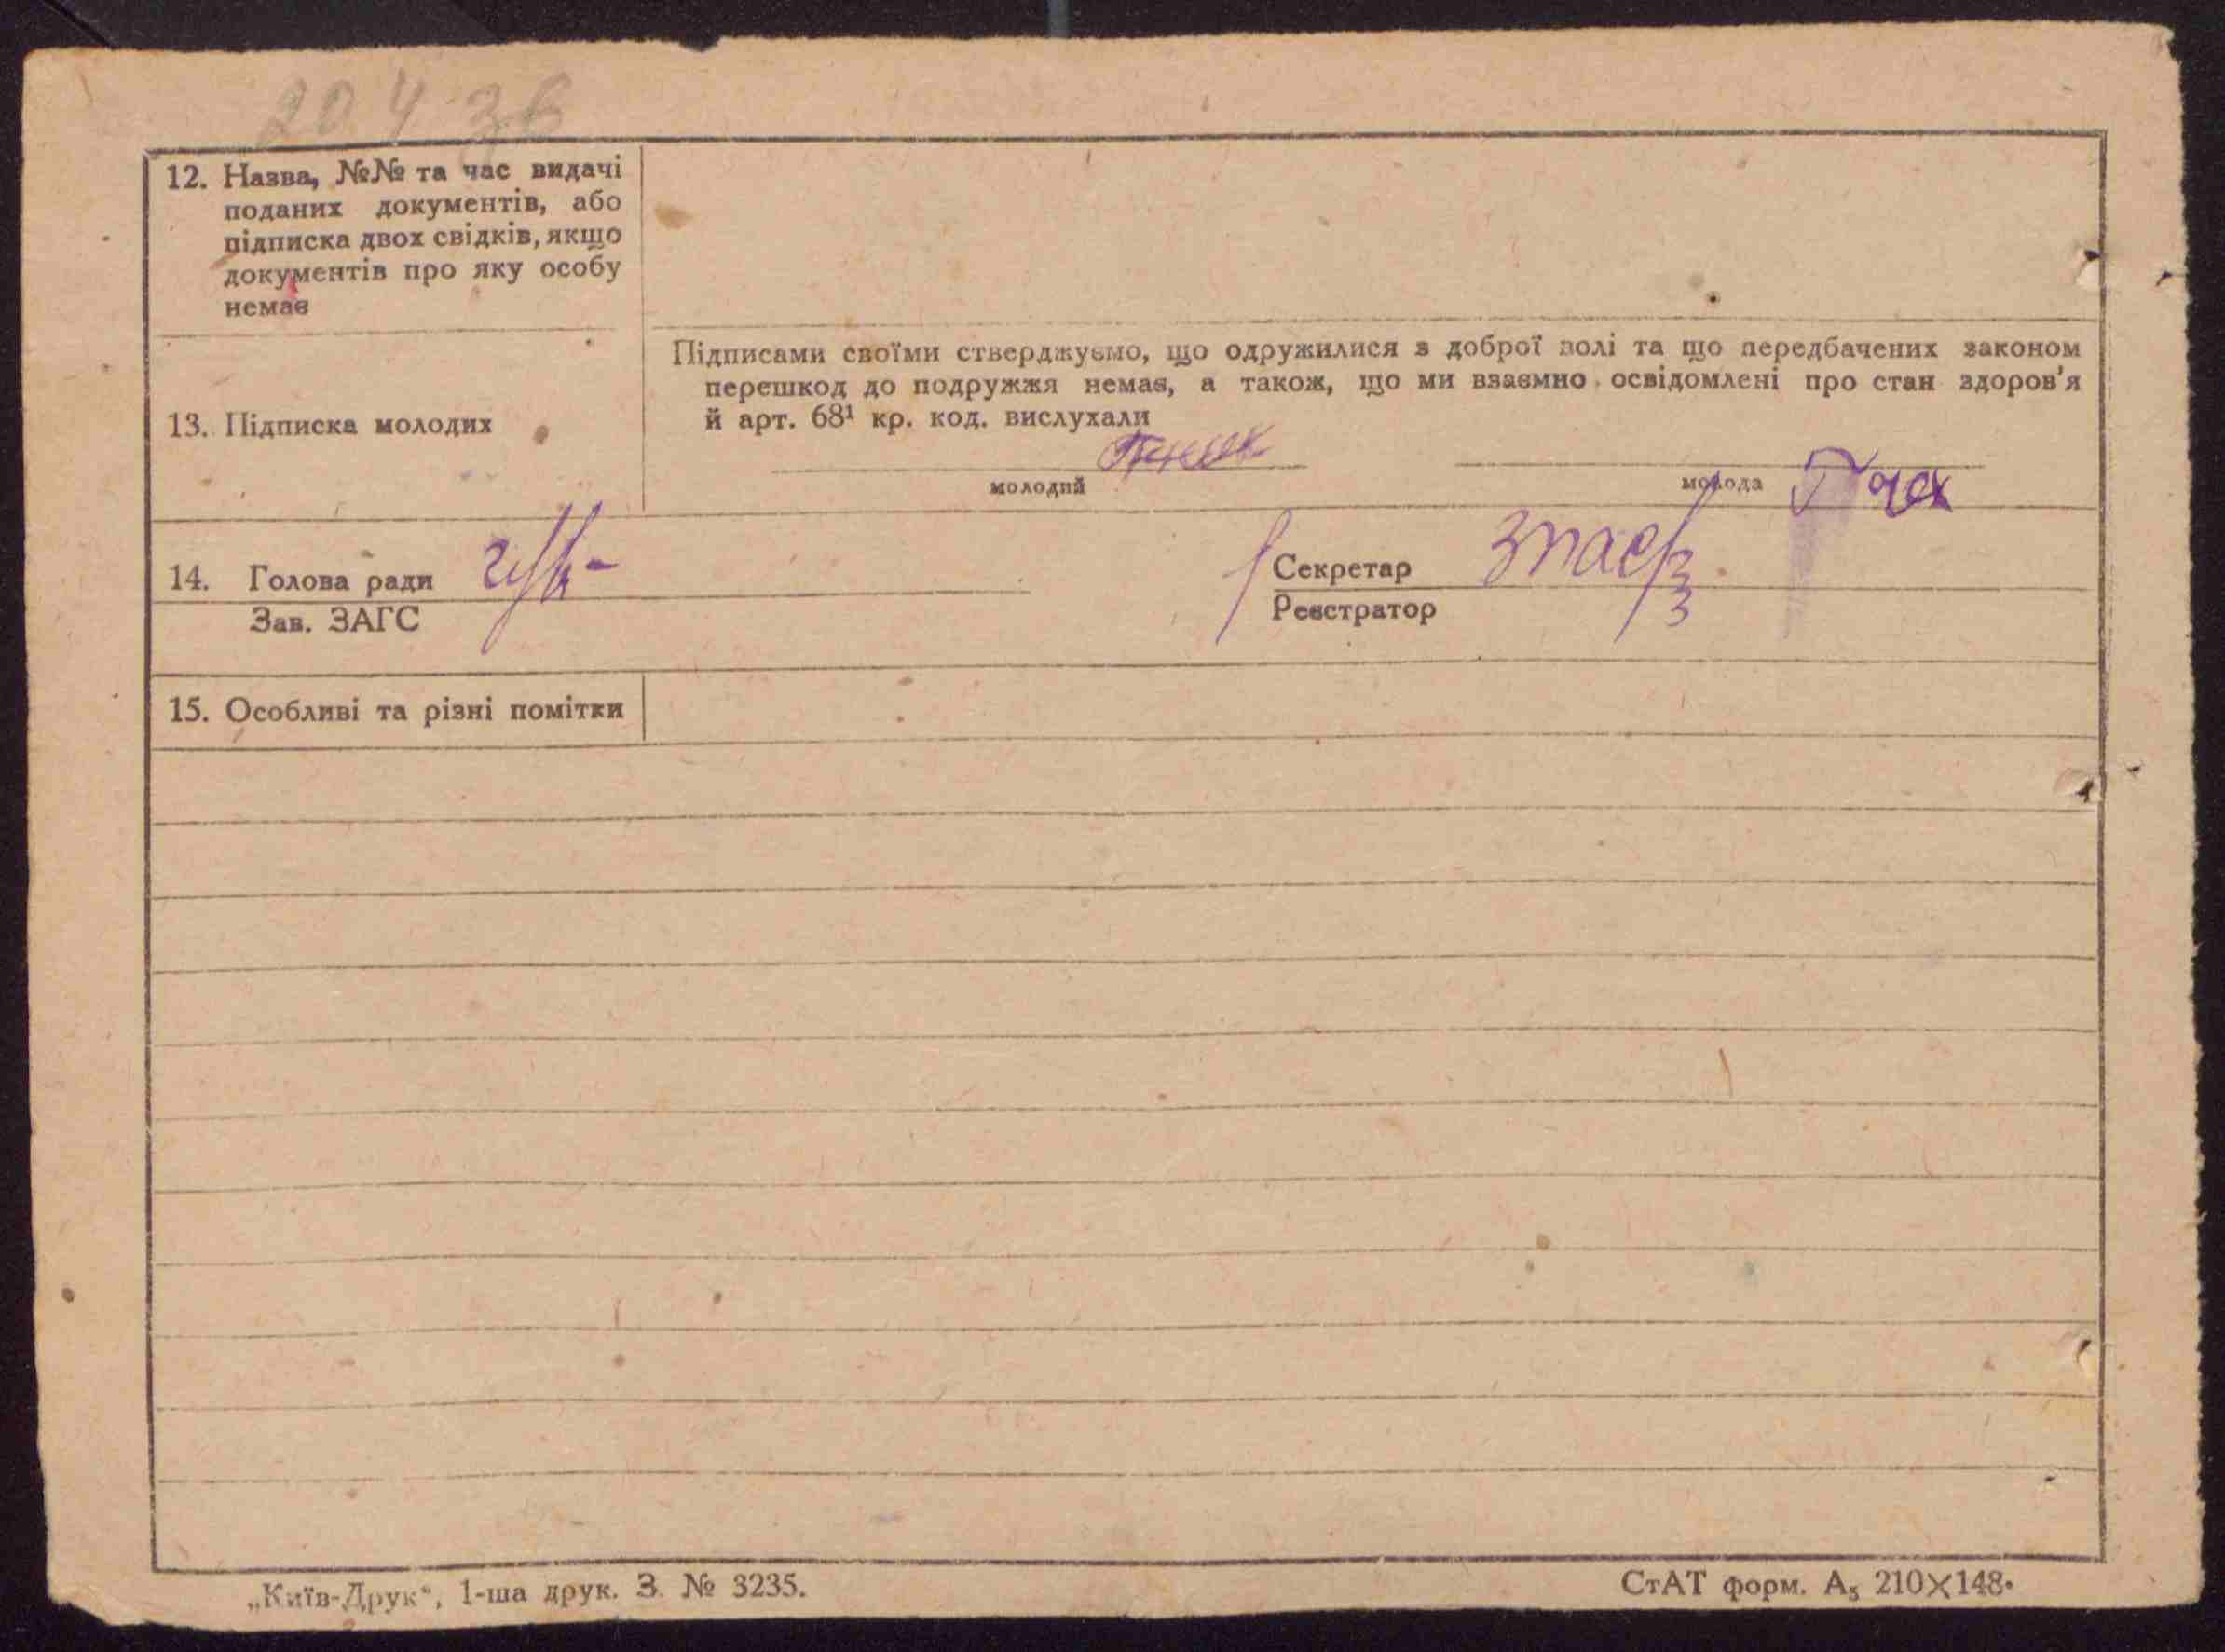 20 4 36
12. Назва, №№ та час видачі
поданих документів, або
підписка двох свідків, якщо
документів про яку особу
немає
13. Підписка молодих
Підписами своїми стверджуємо, що одружилися з доброї волі та що передбачених законом
перешкод до подружжя немає, а також, що ми взаємно освідомлені про стан здоров'я
й арт. 68¹ кр. код. вислухали
молодий
молода
14. Голова ради
Зав. ЗАГС
Секретар
Реєстратор
15. Особливі та різні помітки
„Київ-Друк“, 1-ша друк. З. № 3235.
СтАТ форм. А₅ 210×148.